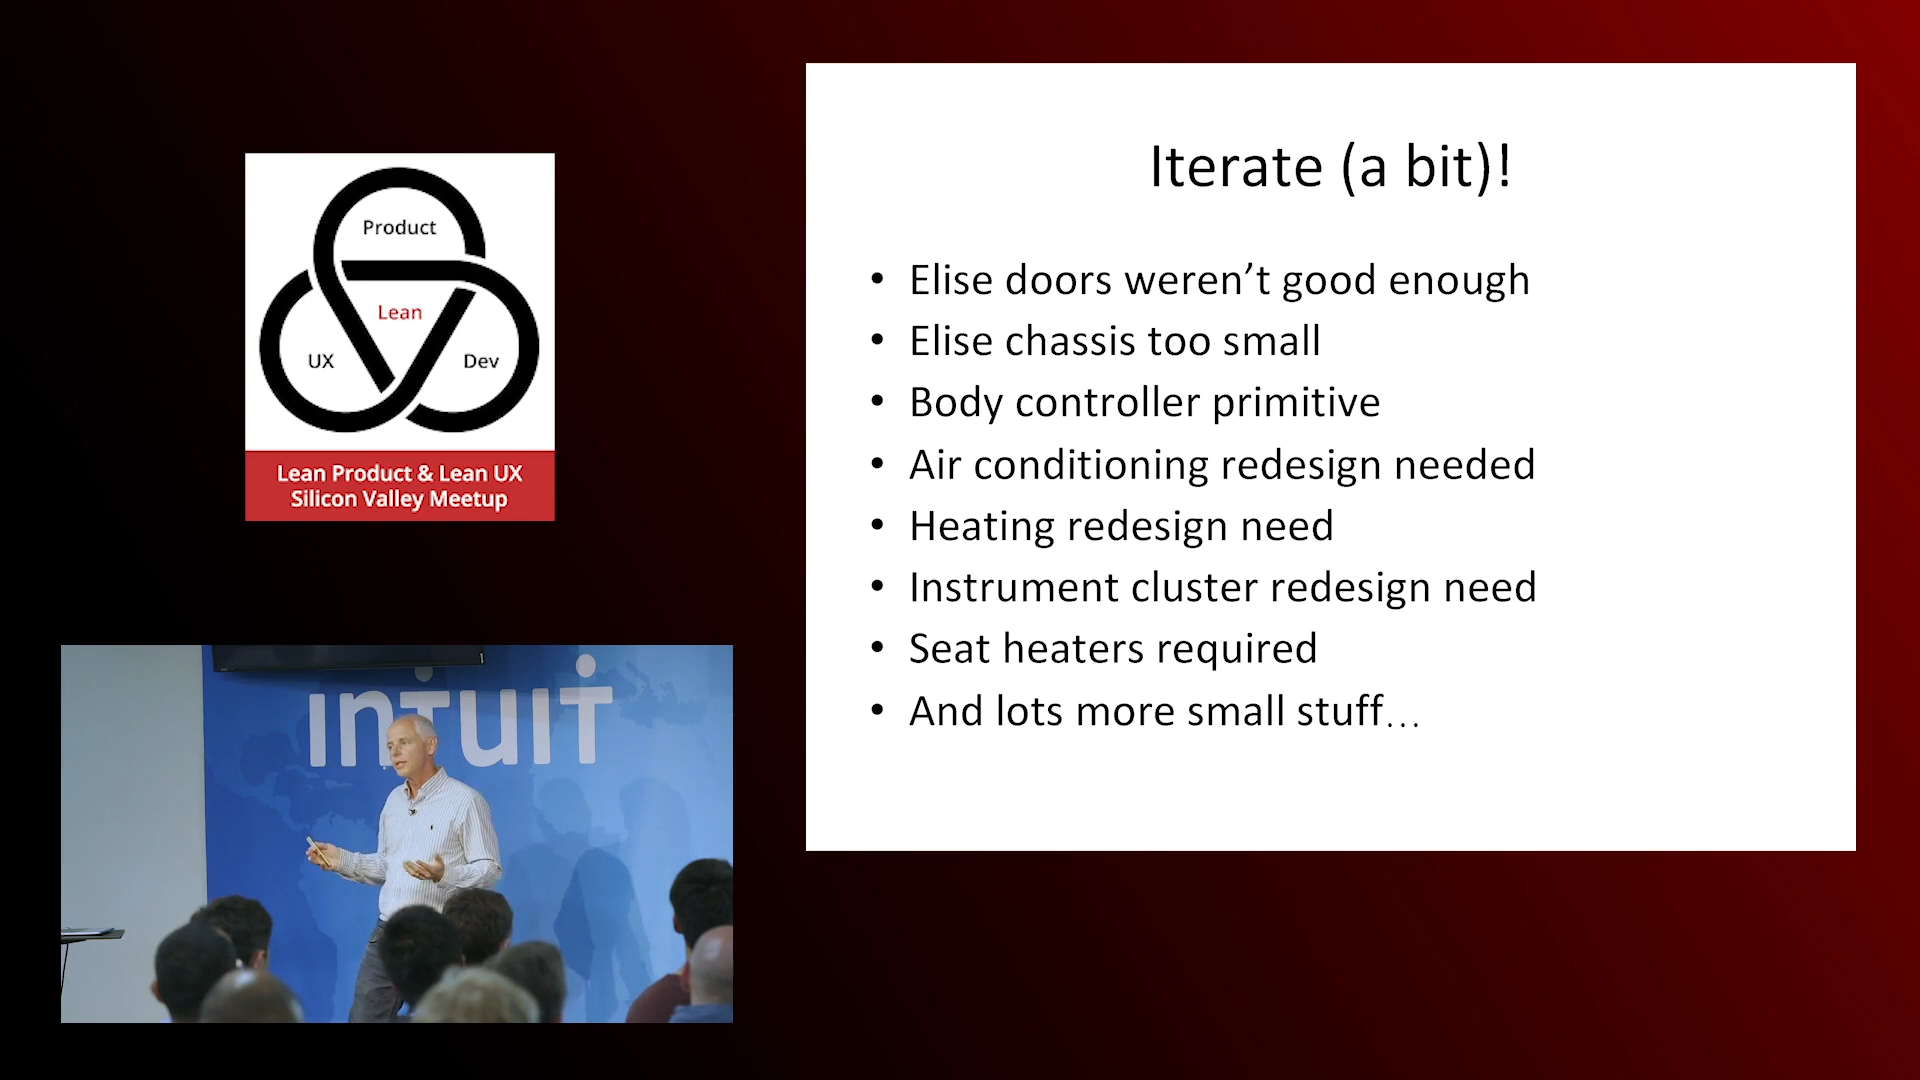 Product
Lean
UX
Dev
Lean Product & Lean UX
Silicon Valley Meetup
Iterate (a bit)!
• Elise doors weren’t good enough
• Elise chassis too small
• Body controller primitive
• Air conditioning redesign needed
• Heating redesign need
• Instrument cluster redesign need
• Seat heaters required
• And lots more small stuff…
intuit